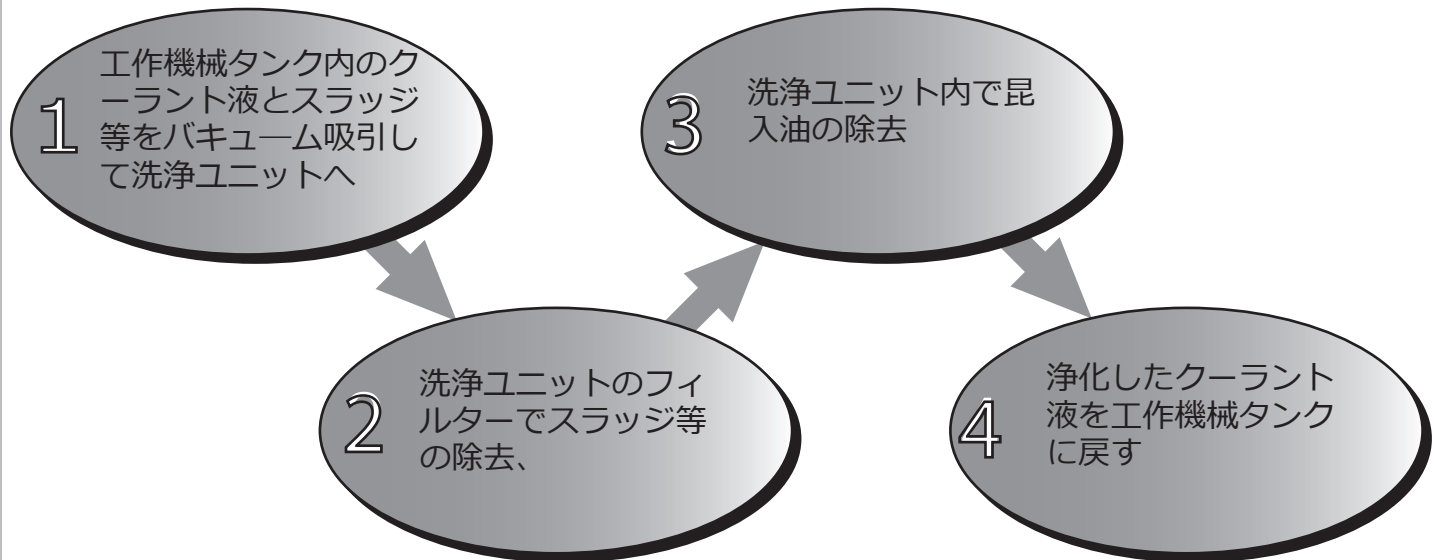 1
工作機械タンク内のク
ーラント液とスラッジ
等をバキュ―ム吸引し
て洗浄ユニットへ
2
洗浄ユニットのフィ
ルターでスラッジ等
の除去、
3
洗浄ユニット内で昆
入油の除去
4
浄化したクーラント
液を工作機械タンク
に戻す